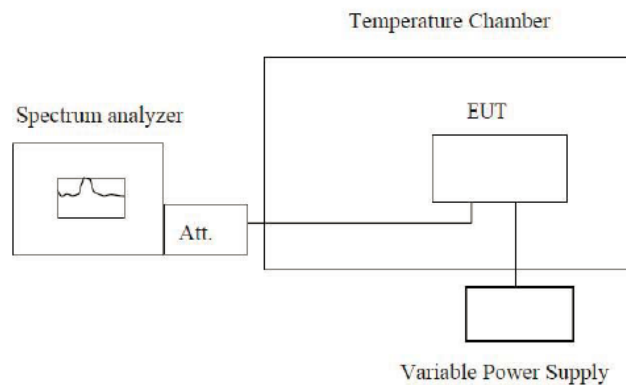 Temperature Chamber
Spectrum analyzer
EUT
Att.
Variable Power Supply